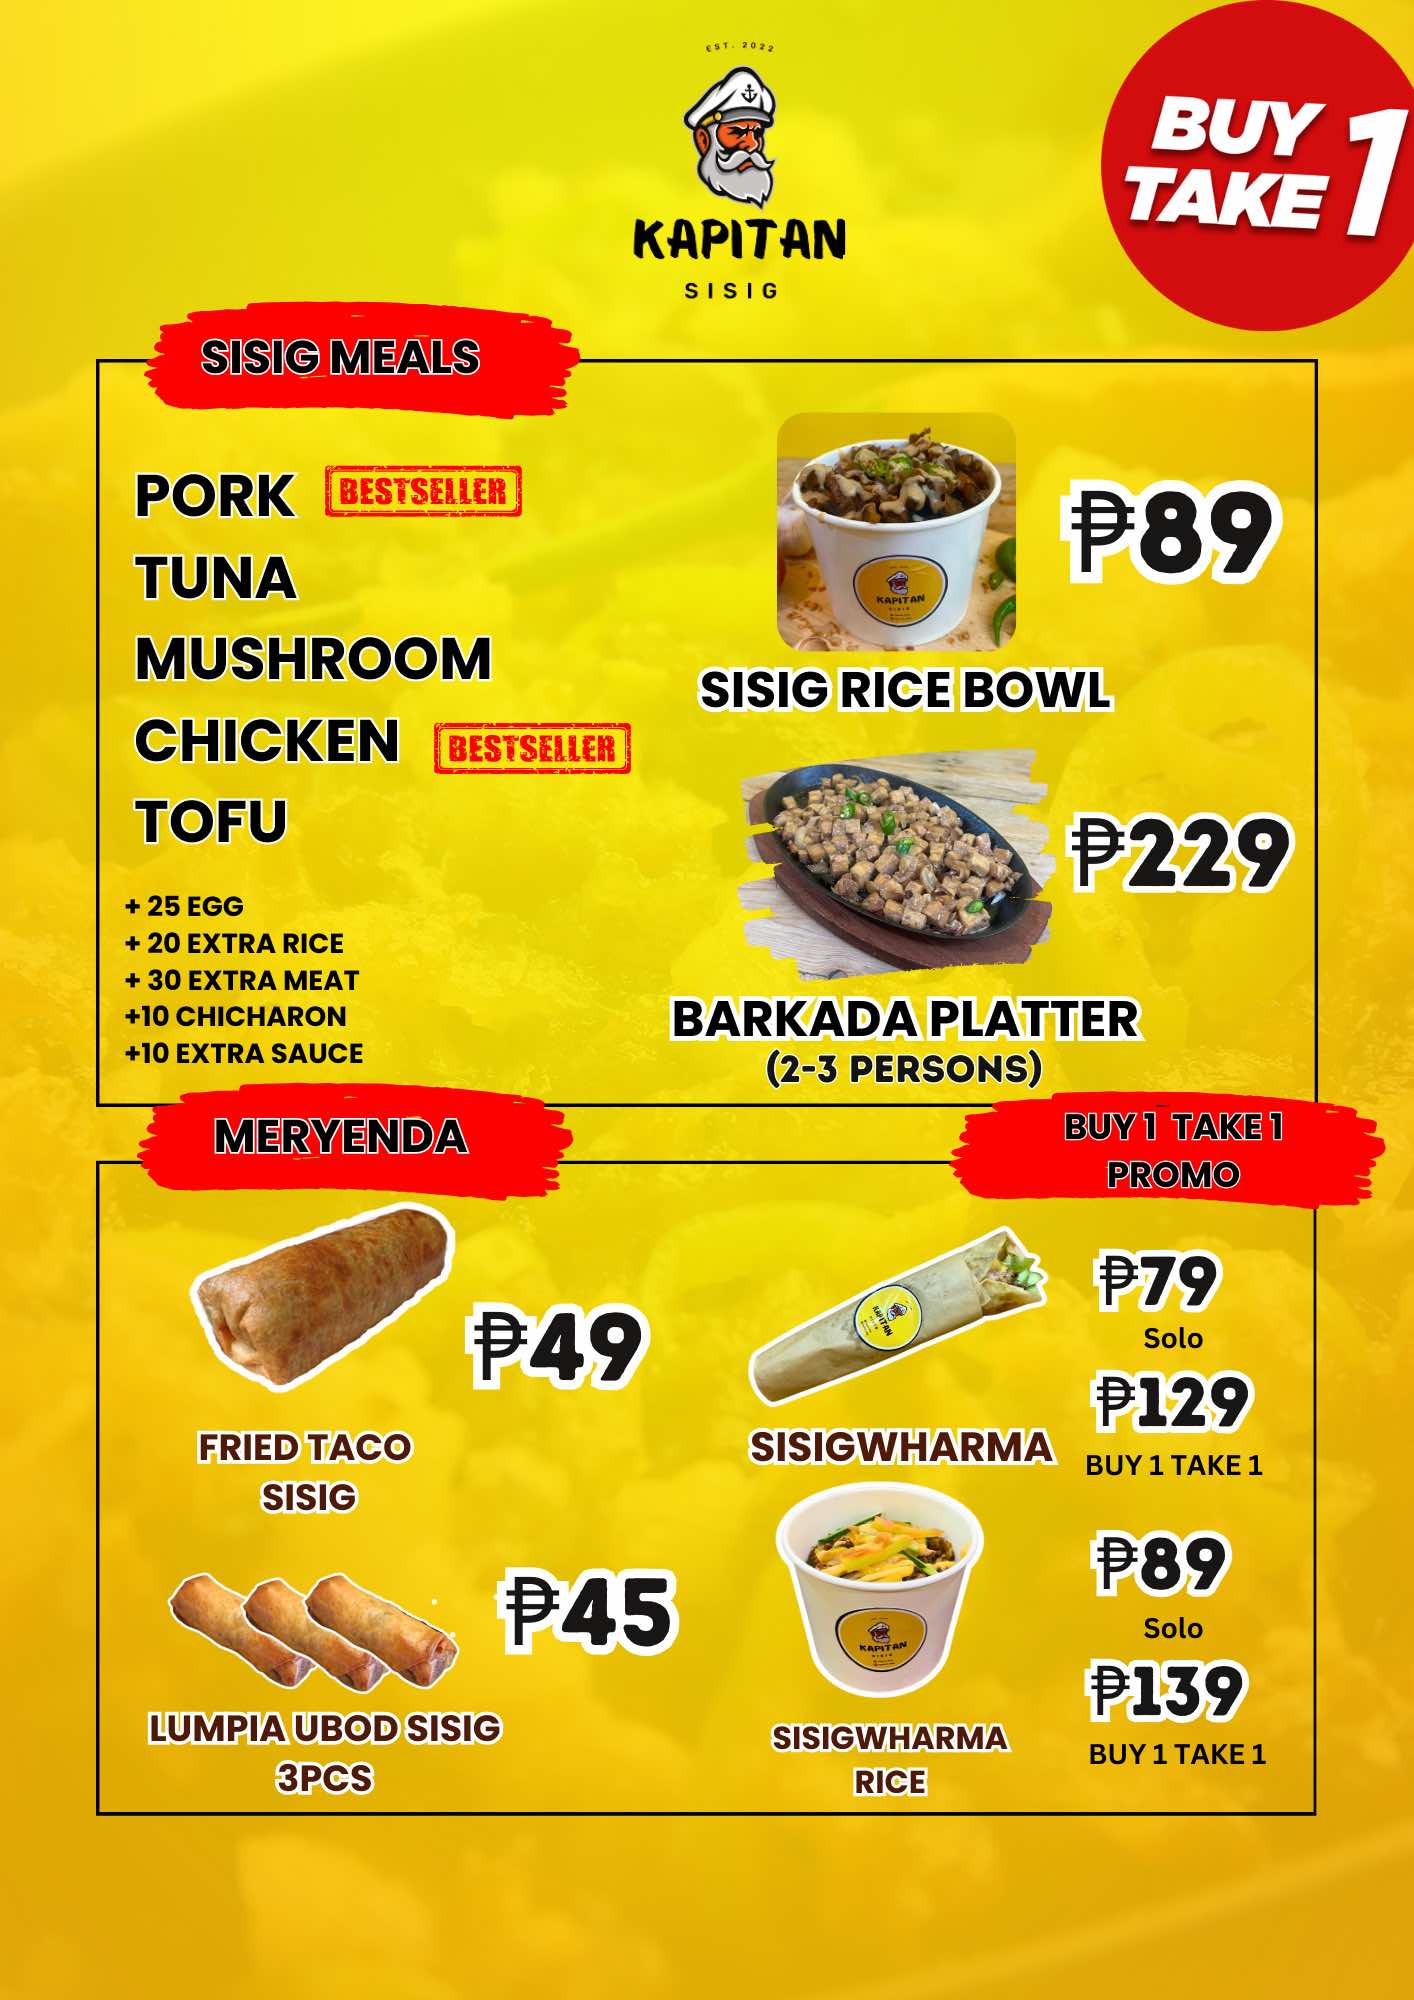 EST. 2022
KAPITAN
SISIG
BUY 1
TAKE
SISIG MEALS
PORK BESTSELLER
TUNA
MUSHROOM
CHICKEN BESTSELLER
TOFU
+ 25 EGG
+ 20 EXTRA RICE
+ 30 EXTRA MEAT
+10 CHICHARON
+10 EXTRA SAUCE
KAPITAN
SISIG
₱89
SISIG RICE BOWL
₱229
BARKADA PLATTER
(2-3 PERSONS)
MERYENDA
₱49
FRIED TACO
SISIG
₱45
LUMPIA UBOD SISIG
3PCS
BUY 1 TAKE 1
PROMO
KAPITAN
SISIG
SISIGWHARMA
₱79
Solo
₱129
BUY 1 TAKE 1
KAPITAN
SISIG
SISIGWHARMA
RICE
₱89
Solo
₱139
BUY 1 TAKE 1